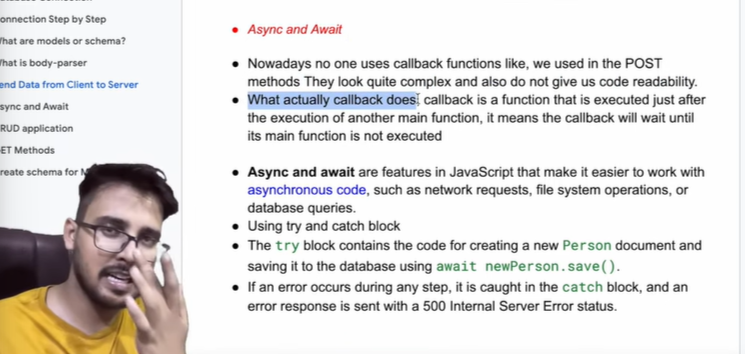 onnection Step by Step
hat are models or schema?
hat is body-parser
end Data from Client to Server
sync and Await
RUD application
ET Methods
reate schema for M
Async and Await
Nowadays no one uses callback functions like, we used in the POST
methods They look quite complex and also do not give us code readability.
What actually callback does, callback is a function that is executed just after
the execution of another main function, it means the callback will wait until
its main function is not executed
Async and await are features in JavaScript that make it easier to work with
asynchronous code, such as network requests, file system operations, or
database queries.
Using try and catch block
The try block contains the code for creating a new Person document and
saving it to the database using await newPerson.save().
If an error occurs during any step, it is caught in the catch block, and an
error response is sent with a 500 Internal Server Error status.